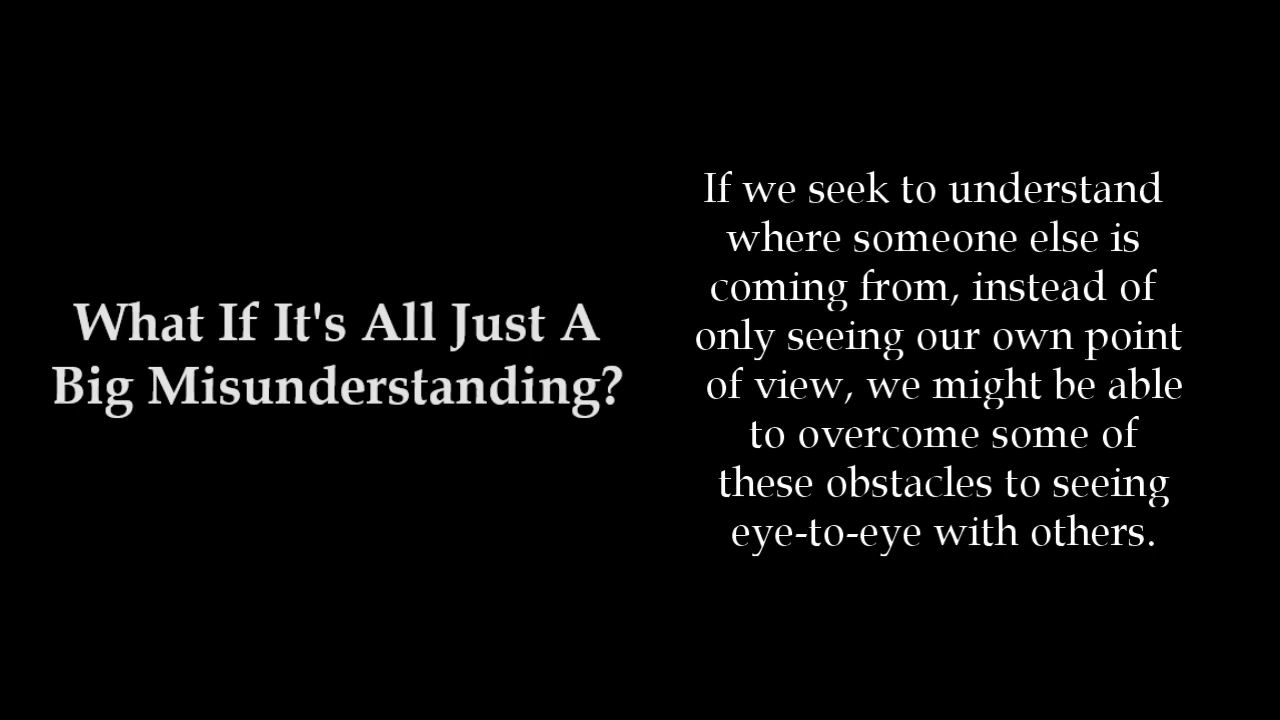 What If It's All Just A
Big Misunderstanding?
If we seek to understand
where someone else is
coming from, instead of
only seeing our own point
of view, we might be able
to overcome some of
these obstacles to seeing
eye-to-eye with others.